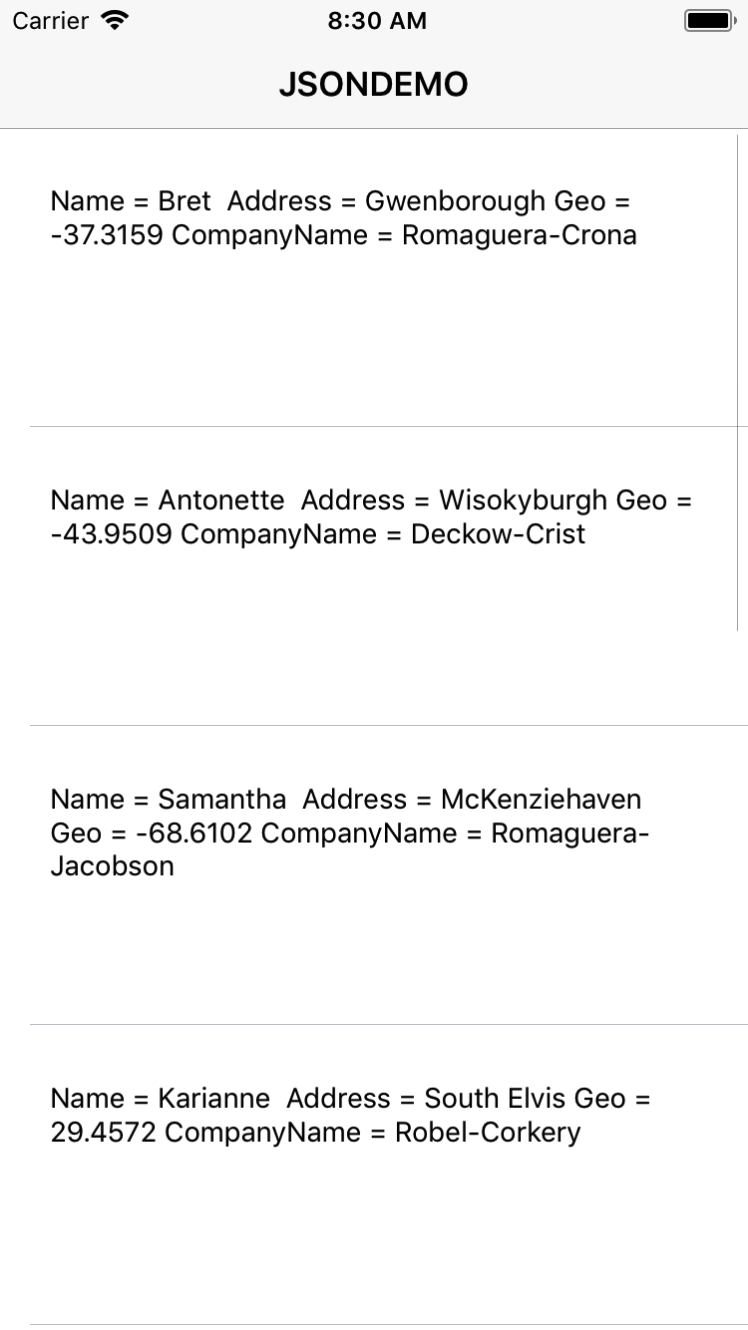 Carrier 8:30 AM
JSONDEMO
Name = Bret  Address = Gwenborough Geo =
-37.3159 CompanyName = Romaguera-Crona
Name = Antonette  Address = Wisokyburgh Geo =
-43.9509 CompanyName = Deckow-Crist
Name = Samantha  Address = McKenziehaven
Geo = -68.6102 CompanyName = Romaguera-
Jacobson
Name = Karianne  Address = South Elvis Geo =
29.4572 CompanyName = Robel-Corkery